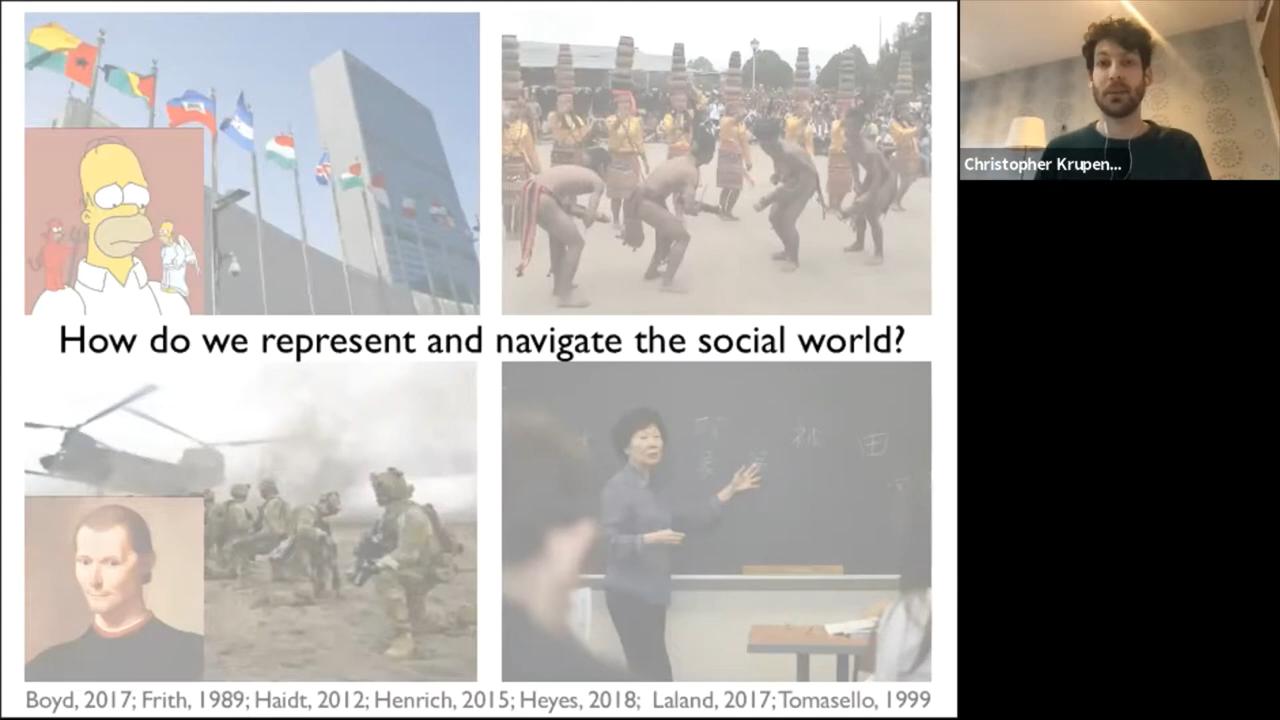 Christopher Krupen...
How do we represent and navigate the social world?
田
Boyd, 2017; Frith, 1989; Haidt, 2012; Henrich, 2015; Heyes, 2018; Laland, 2017; Tomasello, 1999